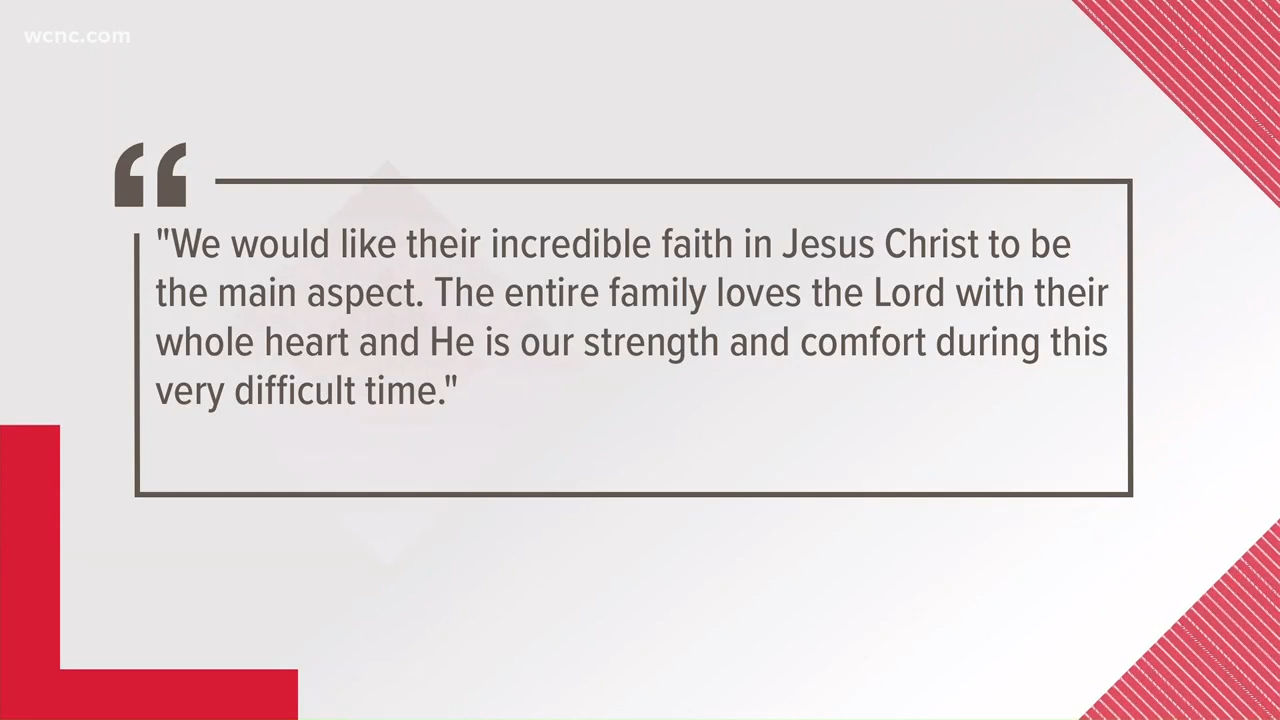 wcnc.com
"We would like their incredible faith in Jesus Christ to be
the main aspect. The entire family loves the Lord with their
whole heart and He is our strength and comfort during this
very difficult time."